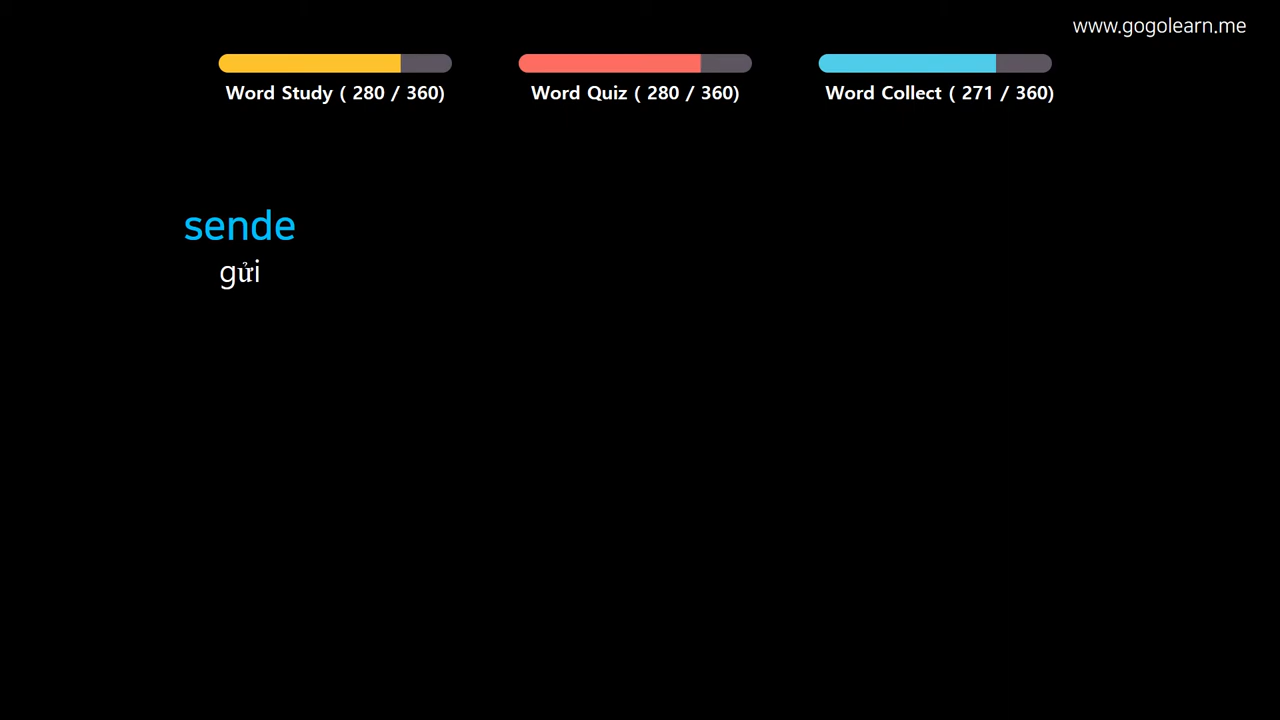 www.gogolearn.me
Word Study ( 280 / 360)
Word Quiz ( 280 / 360)
Word Collect ( 271 / 360)
sende
gửi